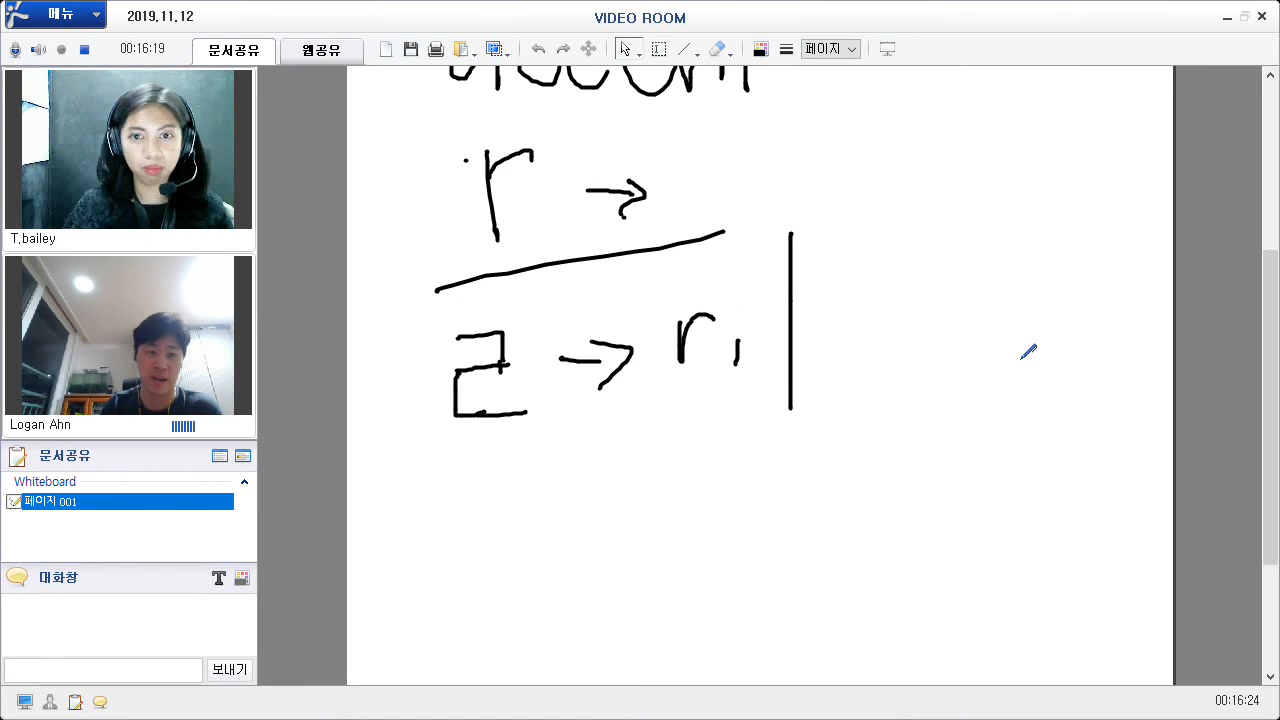 메뉴 2019.11.12 VIDEO ROOM
00:16:19 문서공유 웹공유 페이지
T.bailey
Logan Ahn
문서공유
Whiteboard
페이지 001
대화창
보내기
r →
ㄹ → r, l
00:16:24